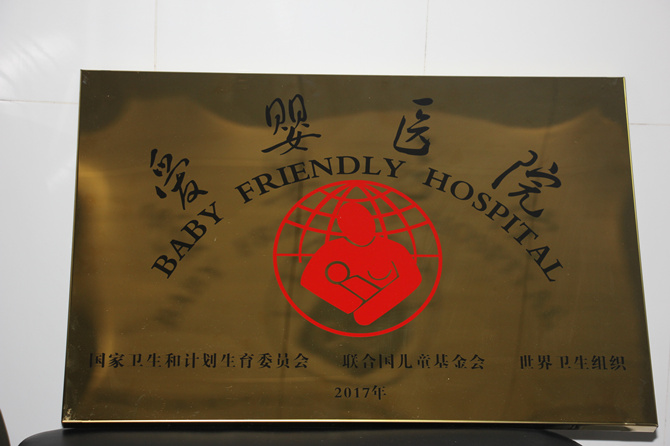 爱婴医院
BABY FRIENDLY HOSPITAL
国家卫生和计划生育委员会 联合国儿童基金会 世界卫生组织
2017年